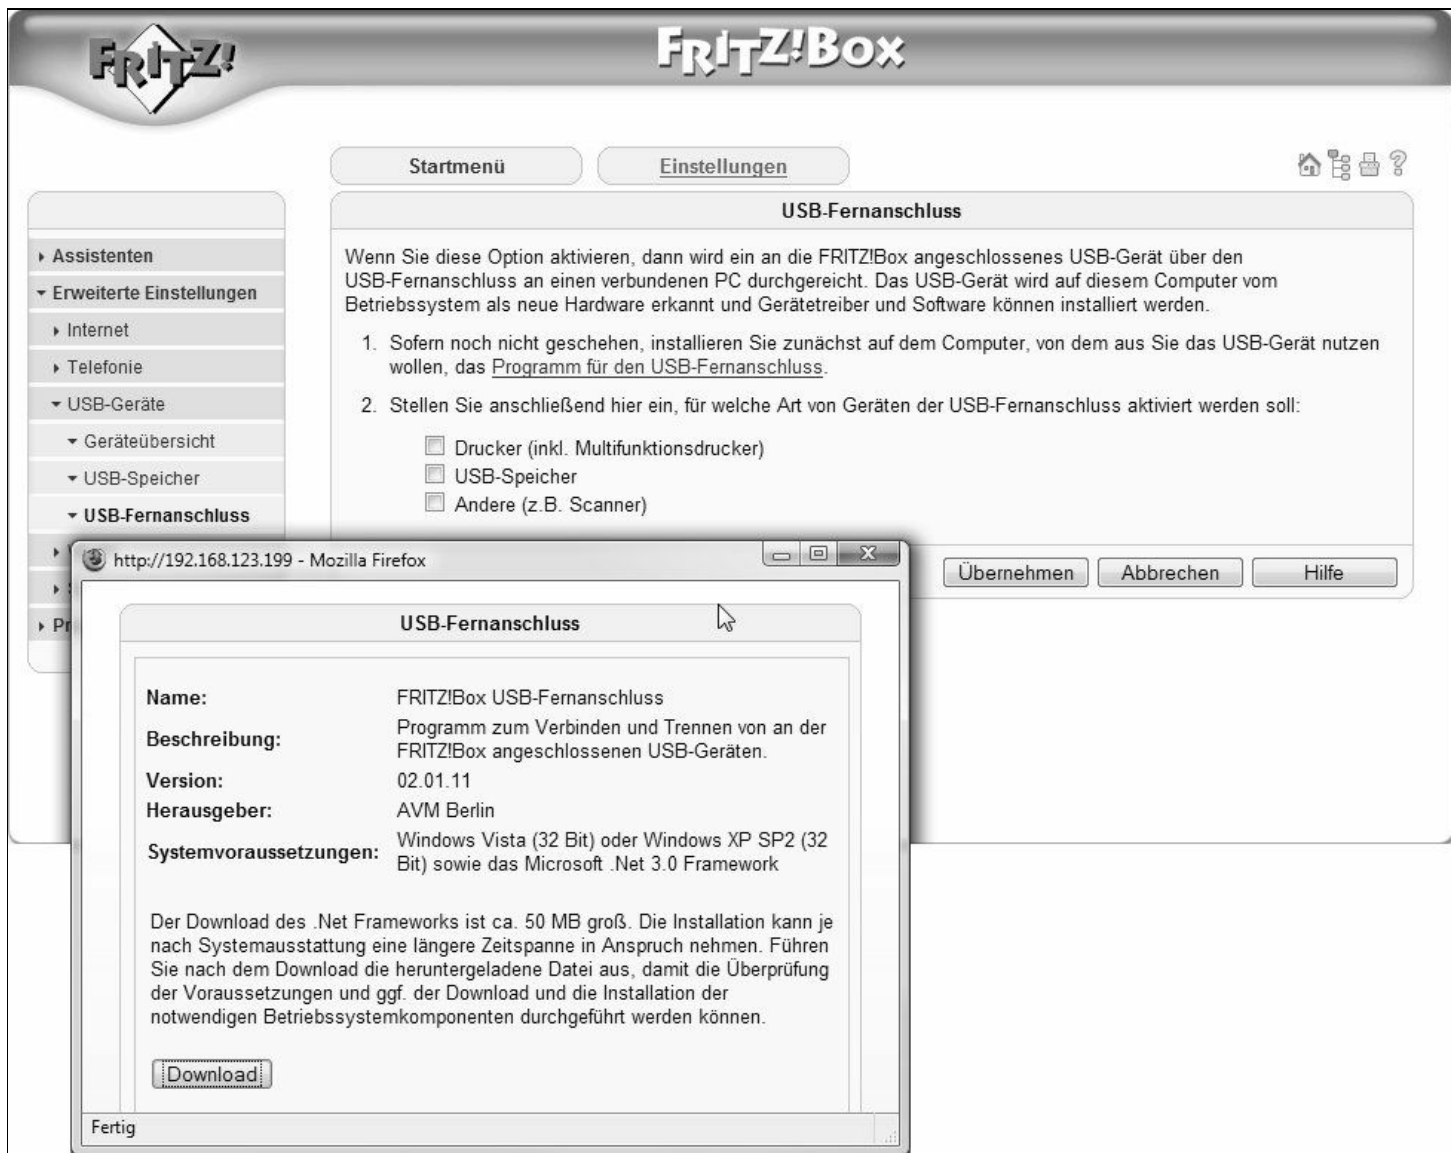 FRITZ!
FRITZ!Box
Startmenü
Einstellungen
Assistenten
Erweiterte Einstellungen
Internet
Telefonie
USB-Geräte
Geräteübersicht
USB-Speicher
USB-Fernanschluss
Pr
USB-Fernanschluss
Wenn Sie diese Option aktivieren, dann wird ein an die FRITZ!Box angeschlossenes USB-Gerät über den
USB-Fernanschluss an einen verbundenen PC durchgereicht. Das USB-Gerät wird auf diesem Computer vom
Betriebssystem als neue Hardware erkannt und Gerätetreiber und Software können installiert werden.
1. Sofern noch nicht geschehen, installieren Sie zunächst auf dem Computer, von dem aus Sie das USB-Gerät nutzen
wollen, das Programm für den USB-Fernanschluss.
2. Stellen Sie anschließend hier ein, für welche Art von Geräten der USB-Fernanschluss aktiviert werden soll:
Drucker (inkl. Multifunktionsdrucker)
USB-Speicher
Andere (z.B. Scanner)
Übernehmen
Abbrechen
Hilfe
http://192.168.123.199 - Mozilla Firefox
USB-Fernanschluss
Name: FRITZ!Box USB-Fernanschluss
Beschreibung: Programm zum Verbinden und Trennen von an der
FRITZ!Box angeschlossenen USB-Geräten.
Version: 02.01.11
Herausgeber: AVM Berlin
Systemvoraussetzungen: Windows Vista (32 Bit) oder Windows XP SP2 (32
Bit) sowie das Microsoft .Net 3.0 Framework
Der Download des .Net Frameworks ist ca. 50 MB groß. Die Installation kann je
nach Systemausstattung eine längere Zeitspanne in Anspruch nehmen. Führen
Sie nach dem Download die heruntergeladene Datei aus, damit die Überprüfung
der Voraussetzungen und ggf. der Download und die Installation der
notwendigen Betriebssystemkomponenten durchgeführt werden können.
Download
Fertig